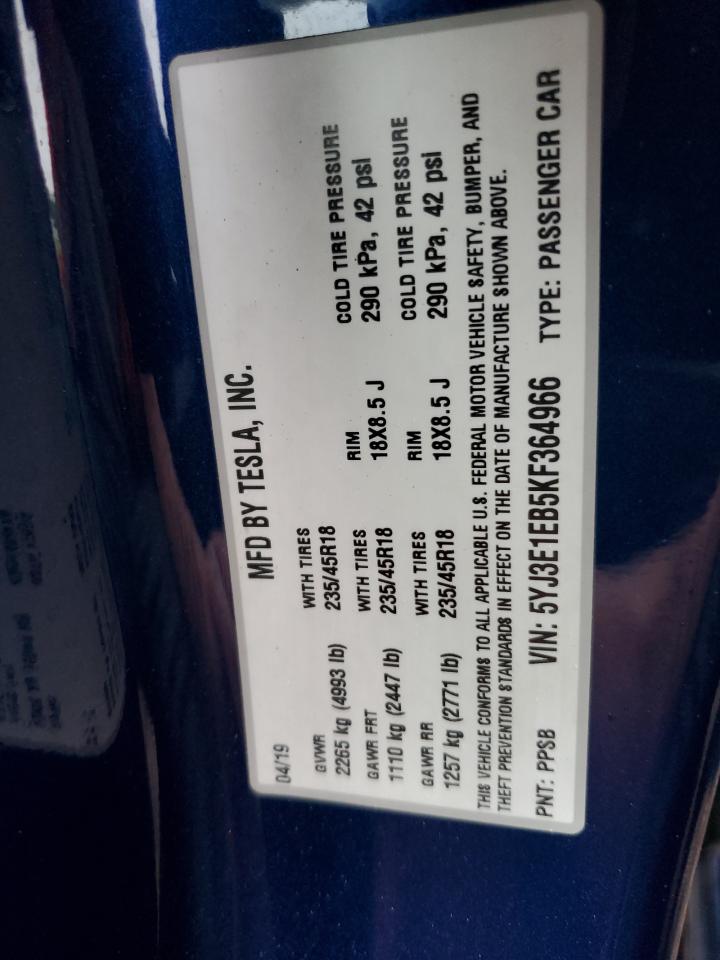 MFD BY TESLA, INC.
04/19
GVWR WITH TIRES RIM COLD TIRE PRESSURE
2265 kg (4993 lb) 235/45R18 18X8.5 J 290 kPa, 42 psi
GAWR FRT WITH TIRES RIM COLD TIRE PRESSURE
1110 kg (2447 lb) 235/45R18 18X8.5 J 290 kPa, 42 psi
GAWR RR WITH TIRES
1257 kg (2771 lb) 235/45R18
THIS VEHICLE CONFORMS TO ALL APPLICABLE U.S. FEDERAL MOTOR VEHICLE SAFETY, BUMPER, AND
THEFT PREVENTION STANDARDS IN EFFECT ON THE DATE OF MANUFACTURE SHOWN ABOVE.
PNT: PPSB VIN: 5YJ3E1EB5KF364966 TYPE: PASSENGER CAR